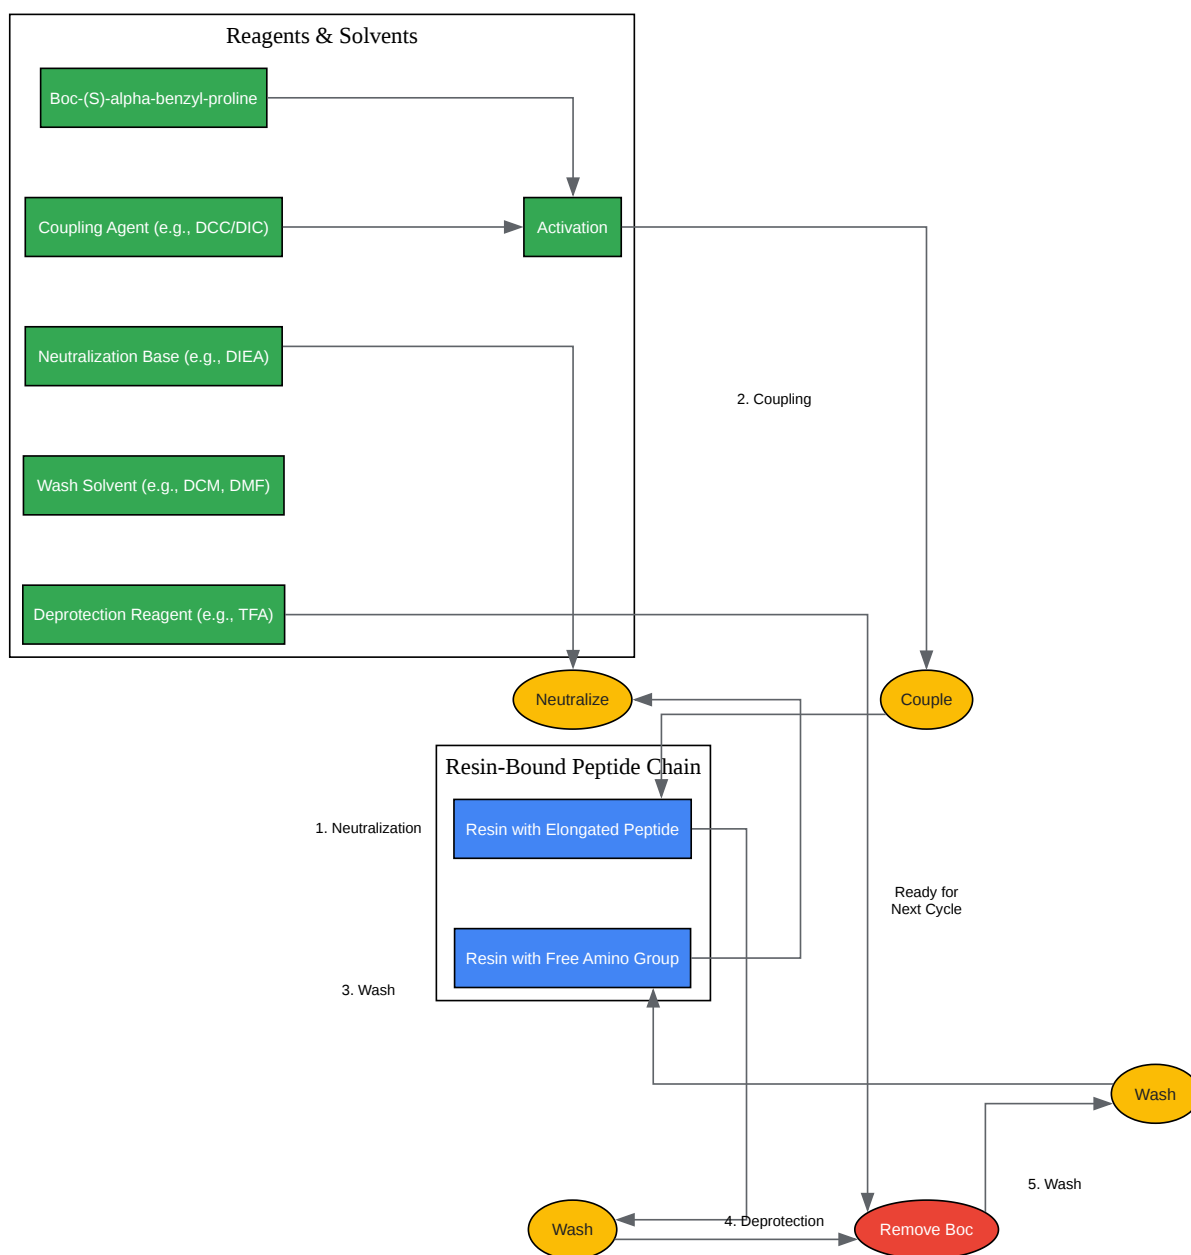 Reagents & Solvents
Boc-(S)-alpha-benzyl-proline
Coupling Agent (e.g., DCC/DIC)
Activation
Neutralization Base (e.g., DIEA)
2. Coupling
Wash Solvent (e.g., DCM, DMF)
Deprotection Reagent (e.g., TFA)
Neutralize
Couple
Resin-Bound Peptide Chain
1. Neutralization
Resin with Elongated Peptide
Ready for
Next Cycle
Resin with Free Amino Group
3. Wash
Wash
5. Wash
Wash
4. Deprotection
Remove Boc